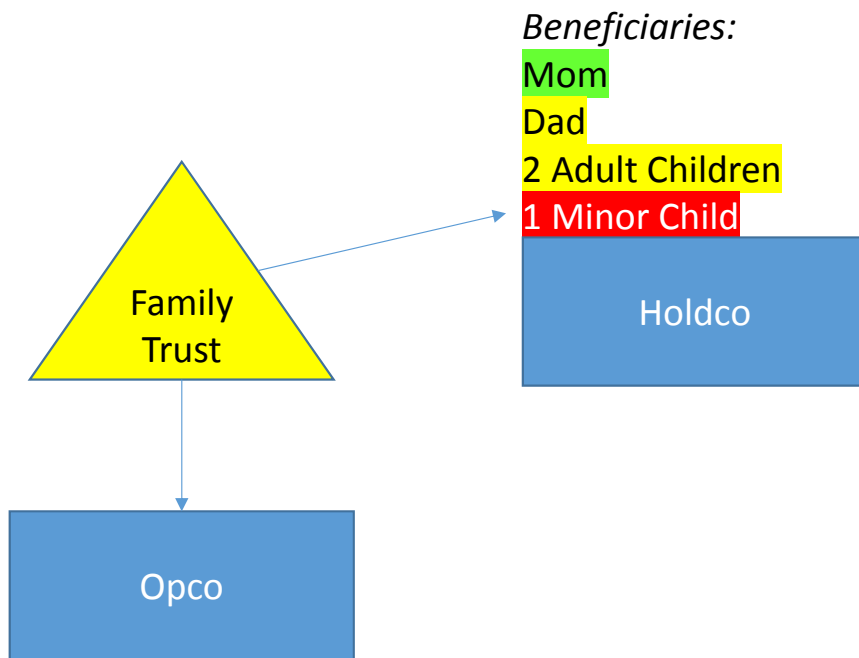 Beneficiaries:
Mom
Dad
2 Adult Children
1 Minor Child
Holdco
Family
Trust
Opco